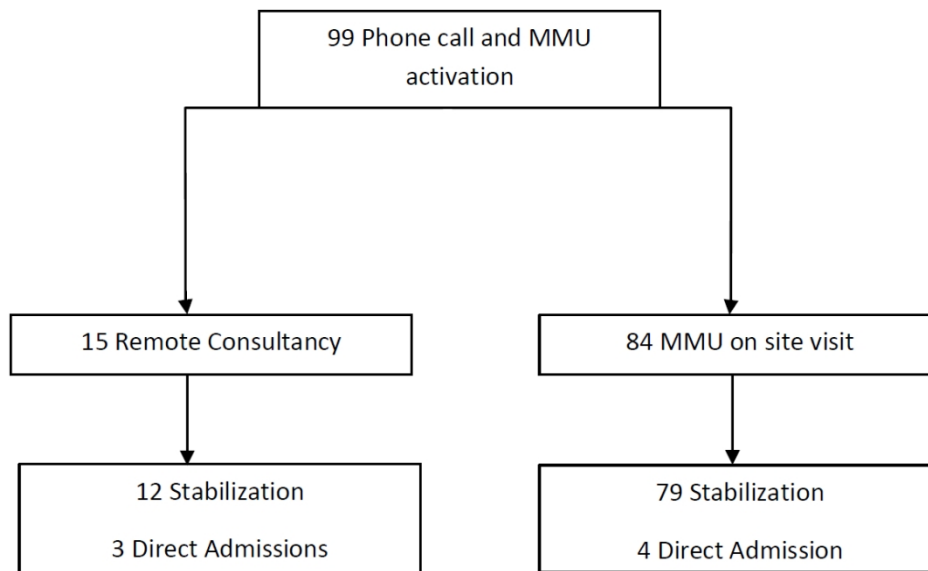 99 Phone call and MMU
activation
15 Remote Consultancy
84 MMU on site visit
12 Stabilization
3 Direct Admissions
79 Stabilization
4 Direct Admission